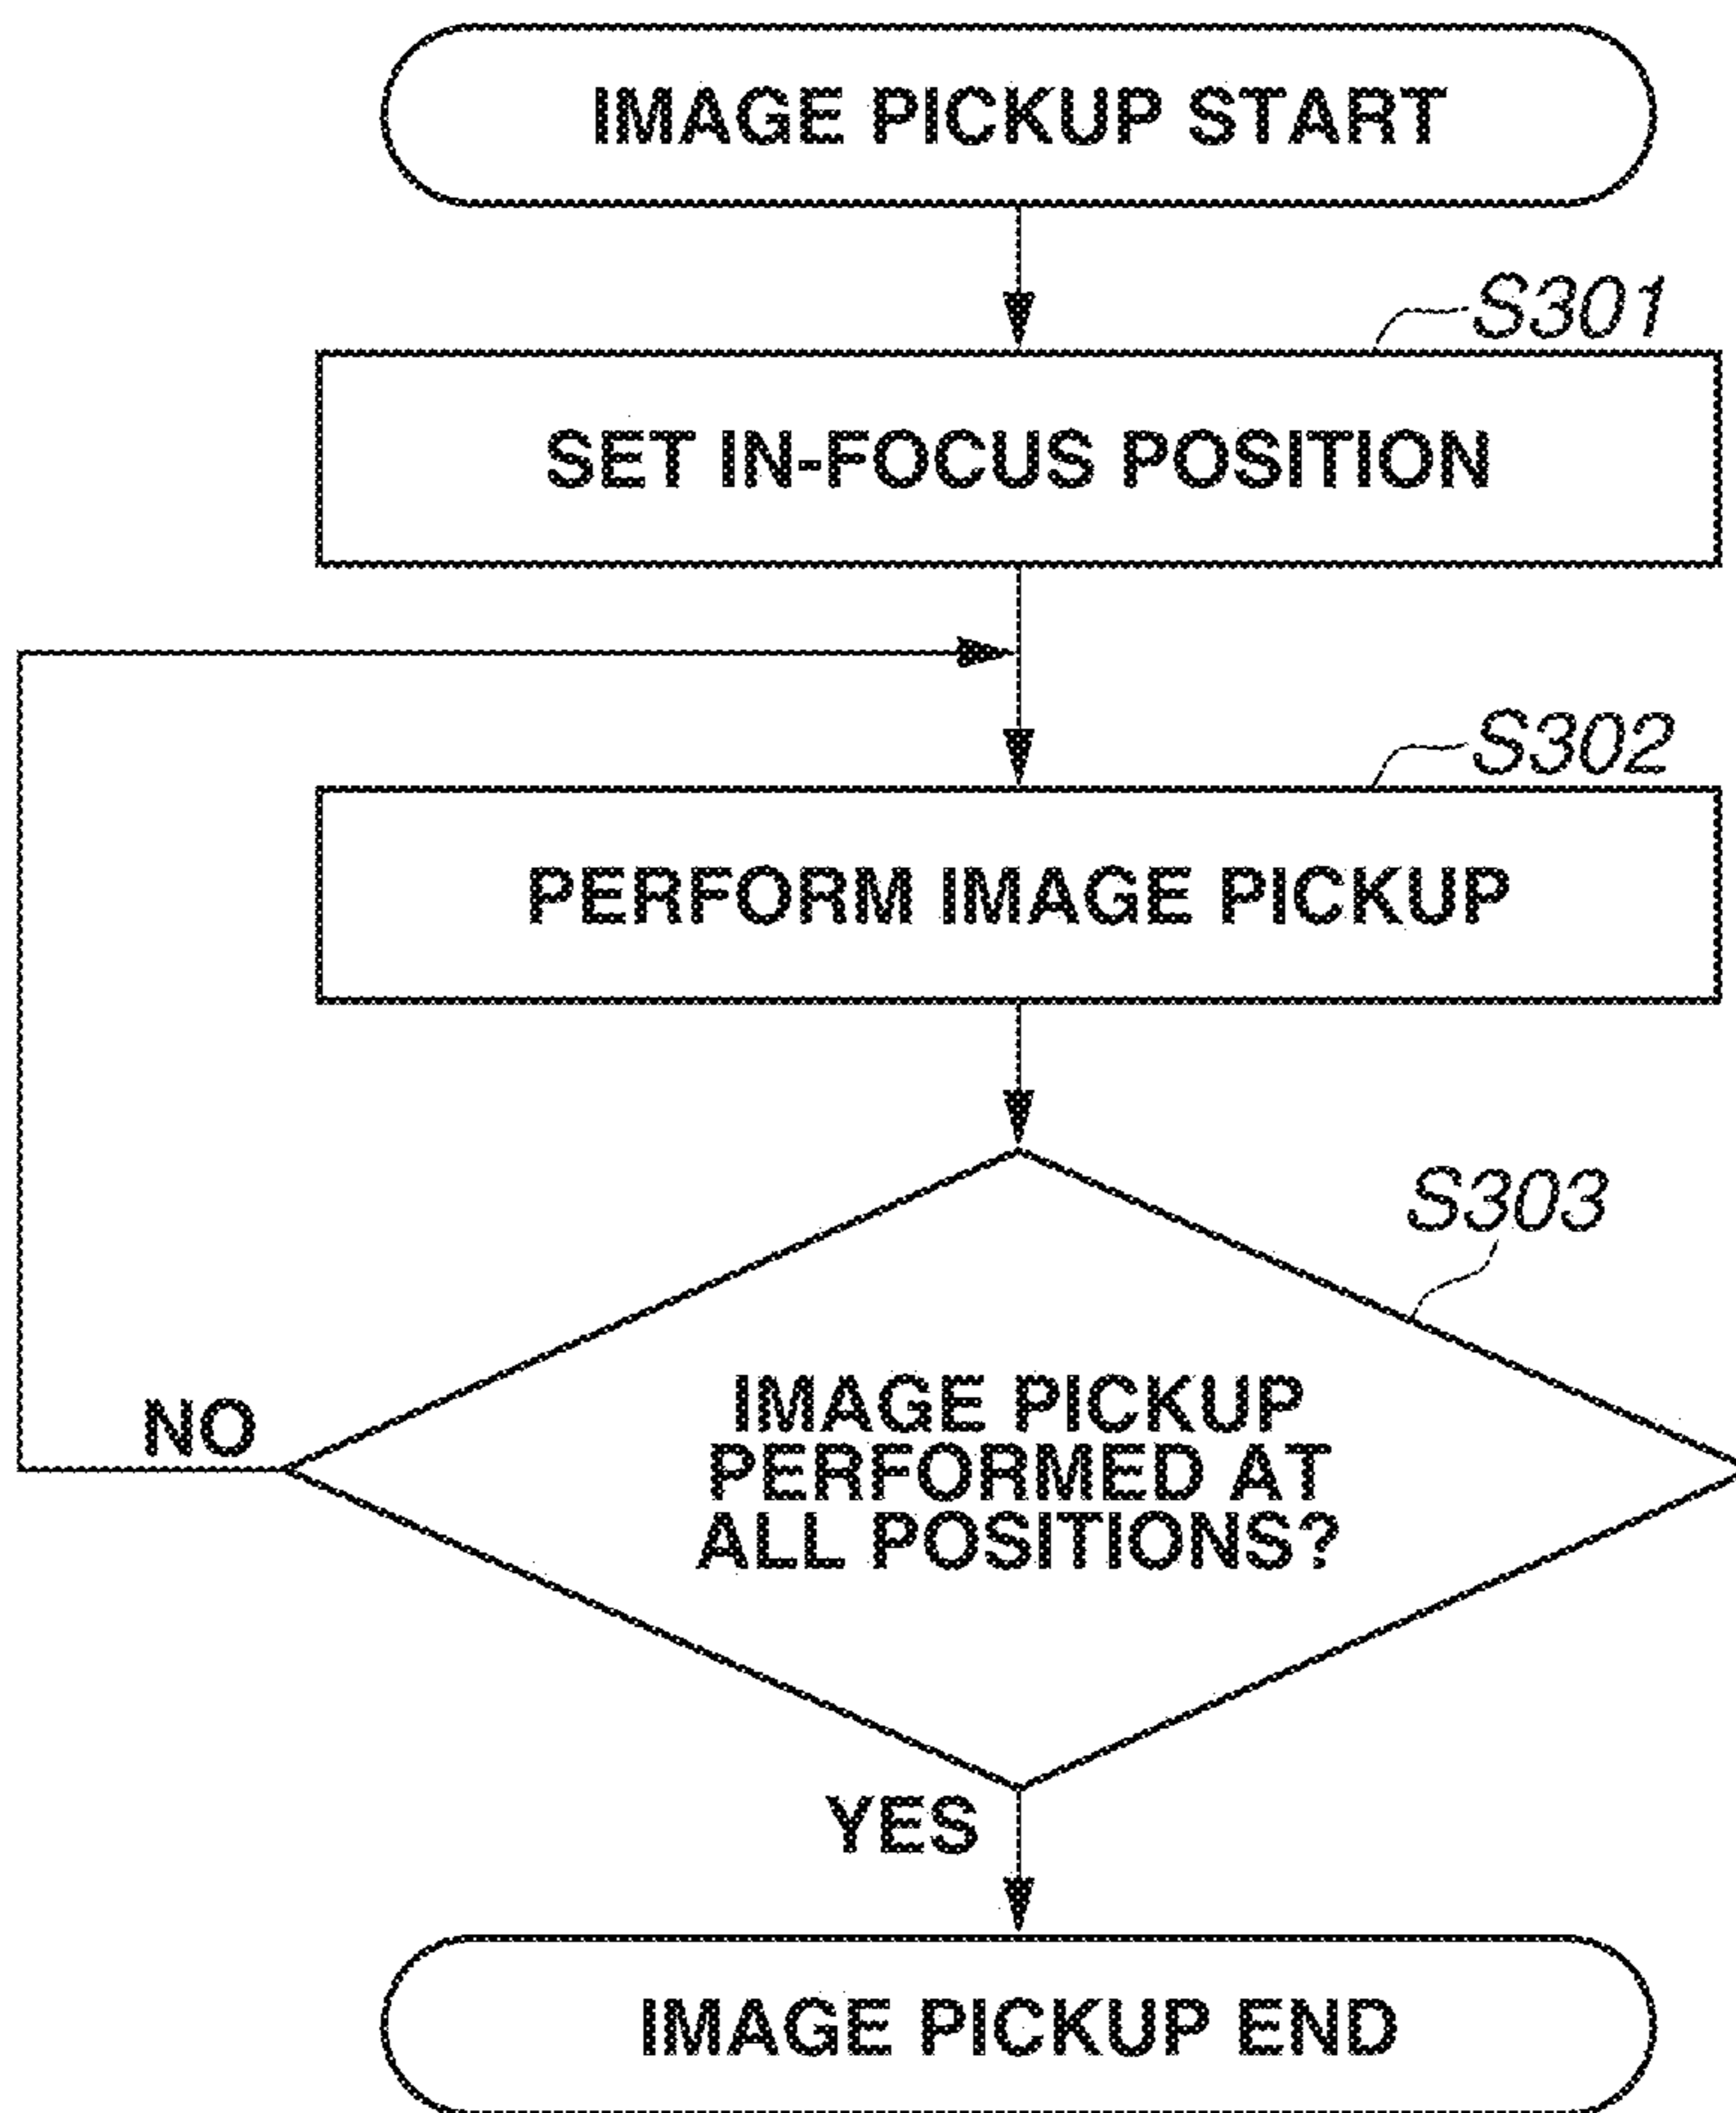 IMAGE PICKUP START
S301
SET IN-FOCUS POSITION
S302
PERFORM IMAGE PICKUP
S303
IMAGE PICKUP
PERFORMED AT
ALL POSITIONS?
NO
YES
IMAGE PICKUP END